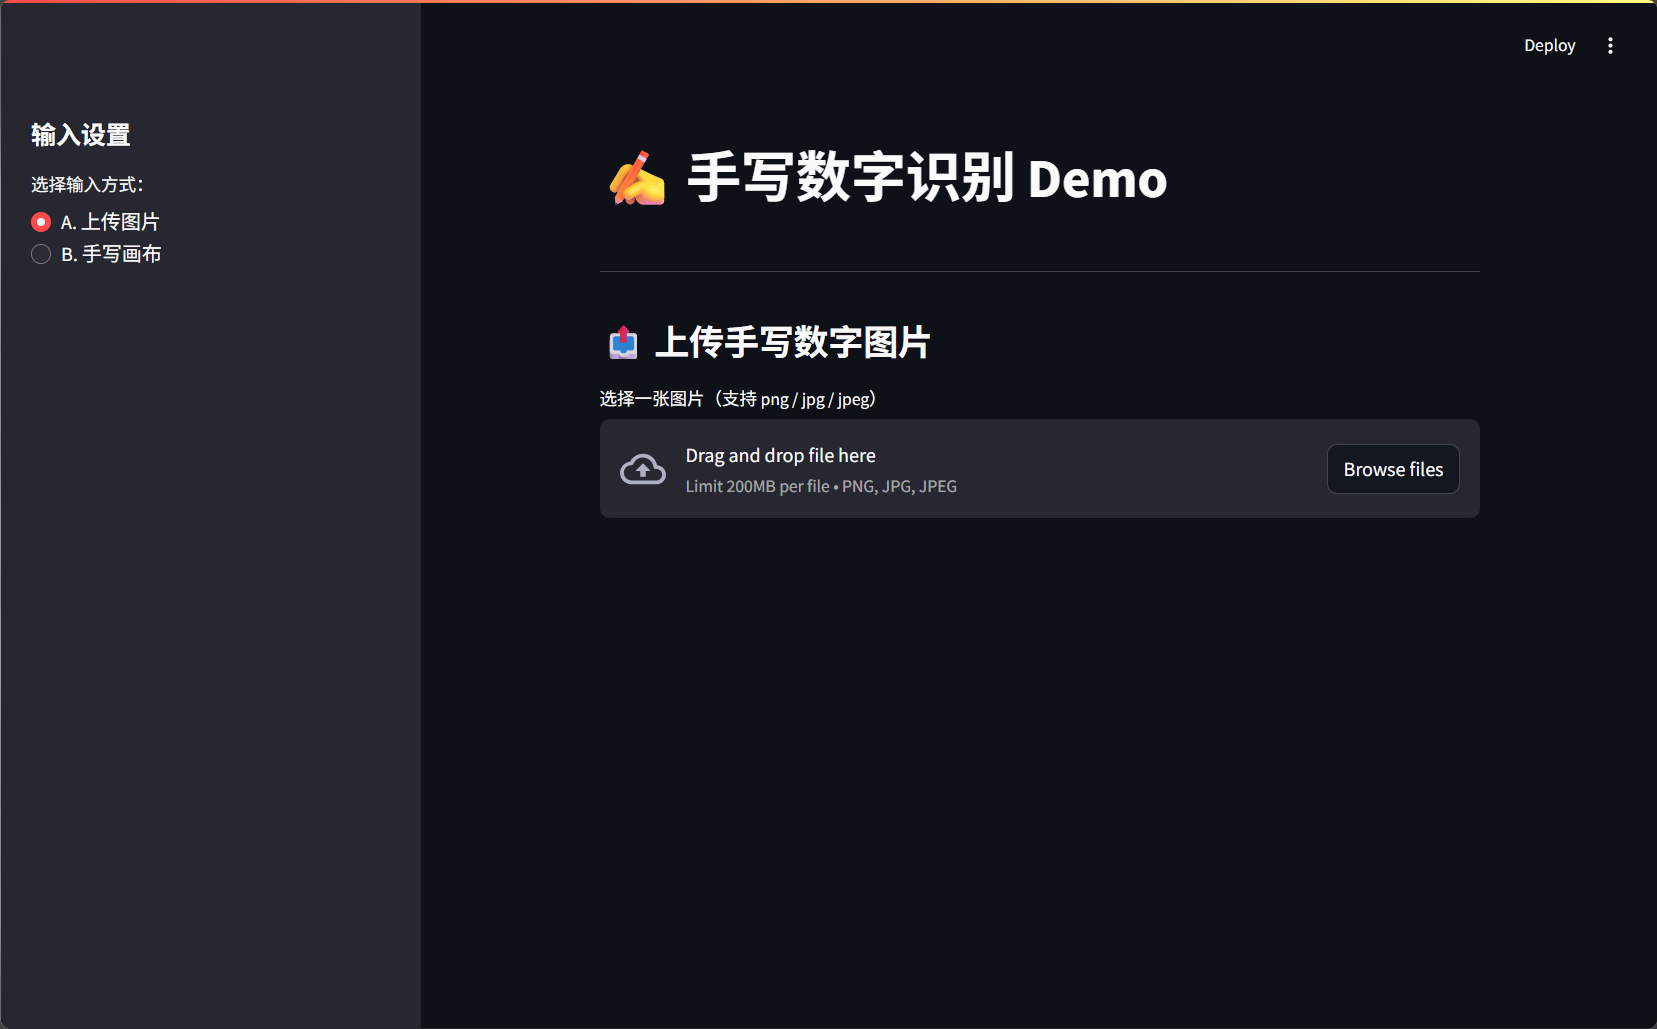 Deploy
输入设置
选择输入方式：
A. 上传图片
B. 手写画布
✍️ 手写数字识别 Demo
📤 上传手写数字图片
选择一张图片（支持 png / jpg / jpeg）
Drag and drop file here
Limit 200MB per file • PNG, JPG, JPEG
Browse files